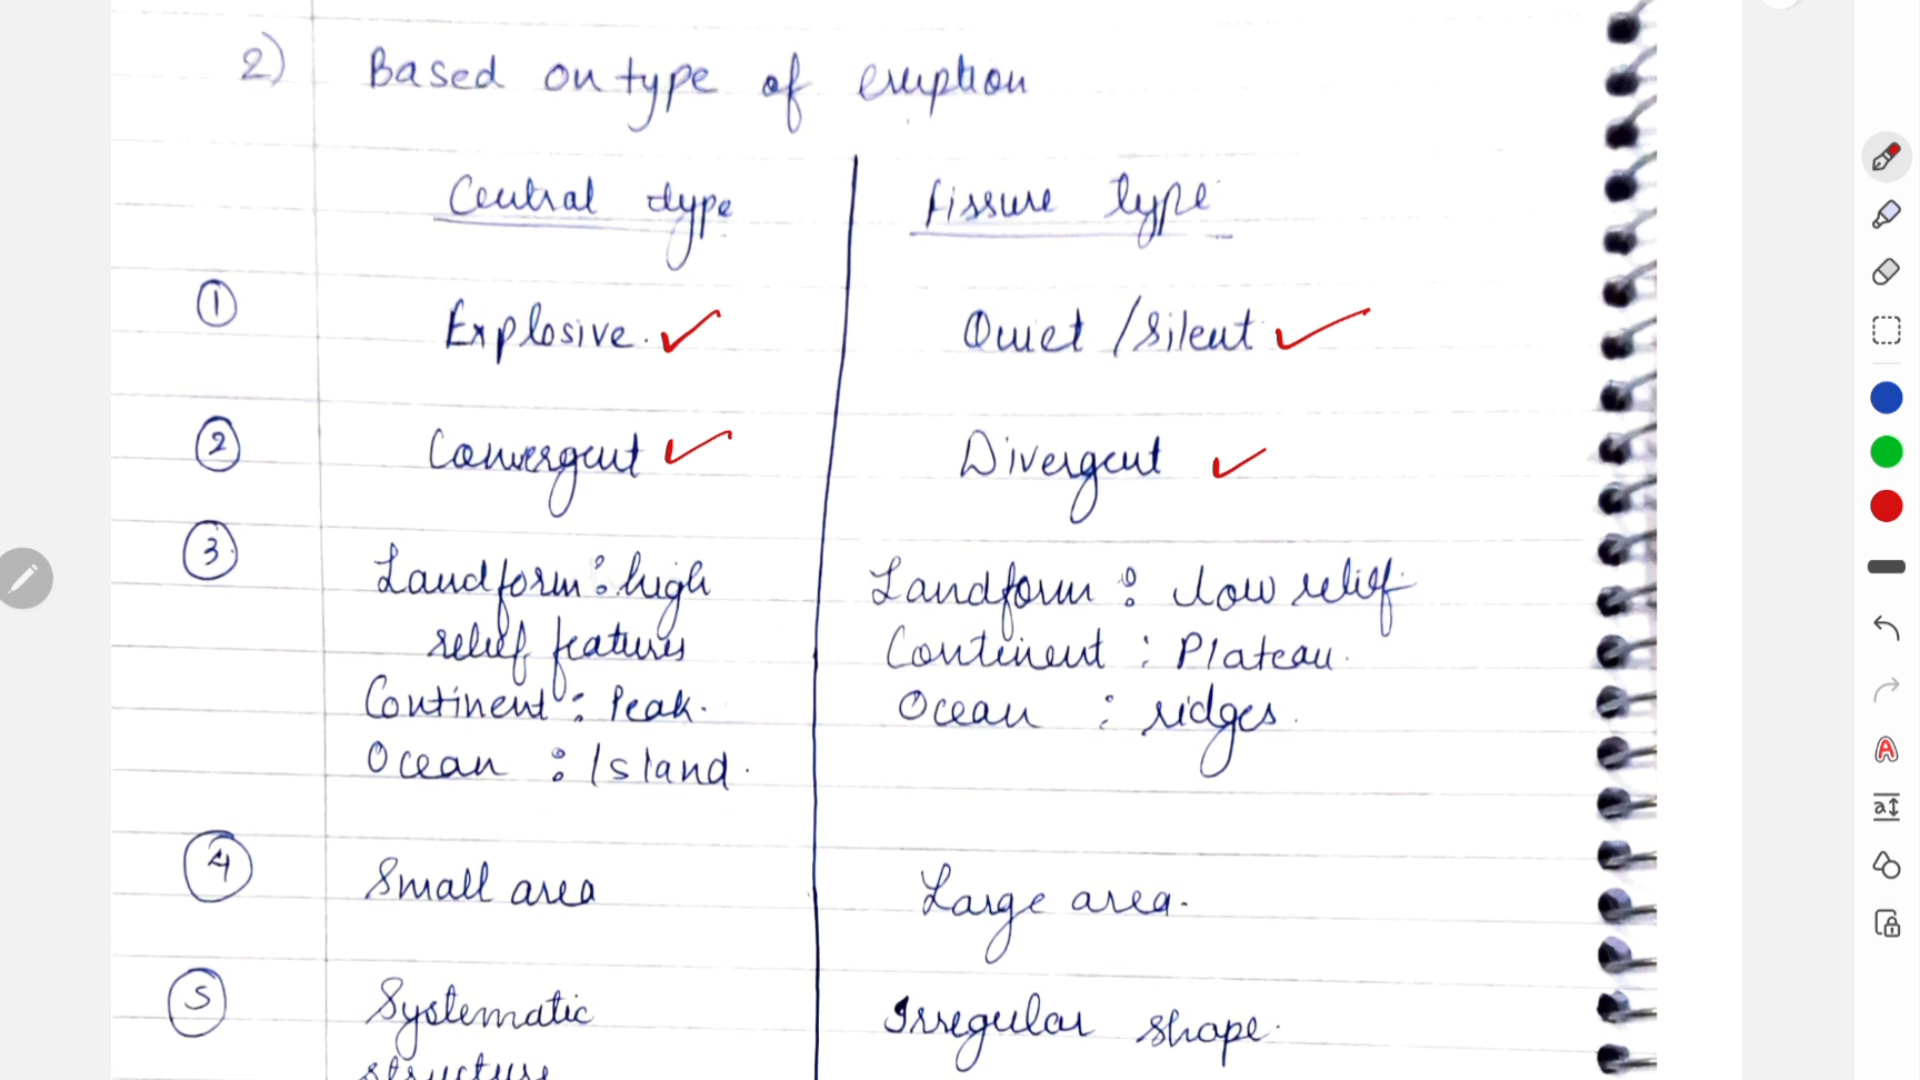 2) Based on type of eruption
Central type Fissure type
1 Explosive. Quiet / Silent
2 Convergent Divergent
3 Landform : high Landform : low relief
relief features Continent : Plateau.
Continent : Peak. Ocean : ridges.
Ocean : Island.
4 Small area Large area.
5 Systematic Irregular shape.
structure